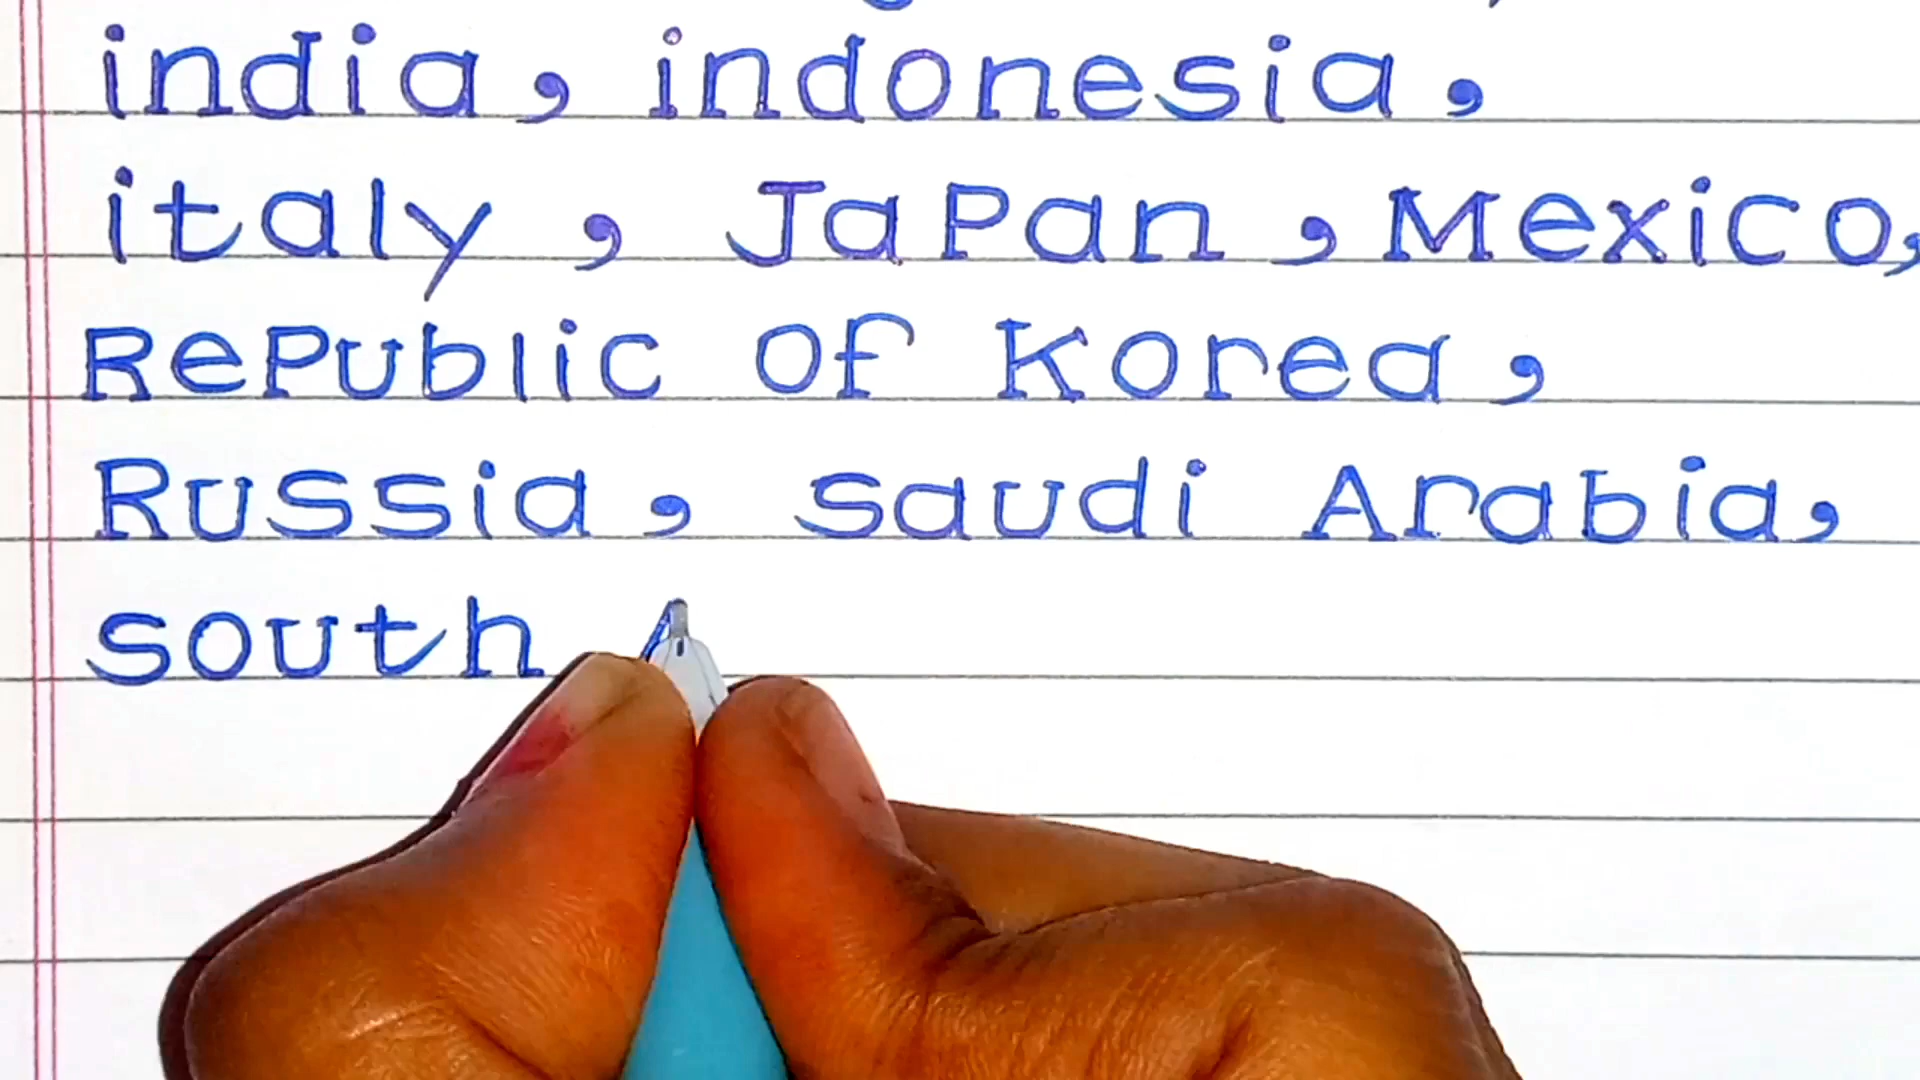 india, indonesia,
italy, JaPan, Mexico,
RePublic of Korea,
Russia, saudi Arabia,
south